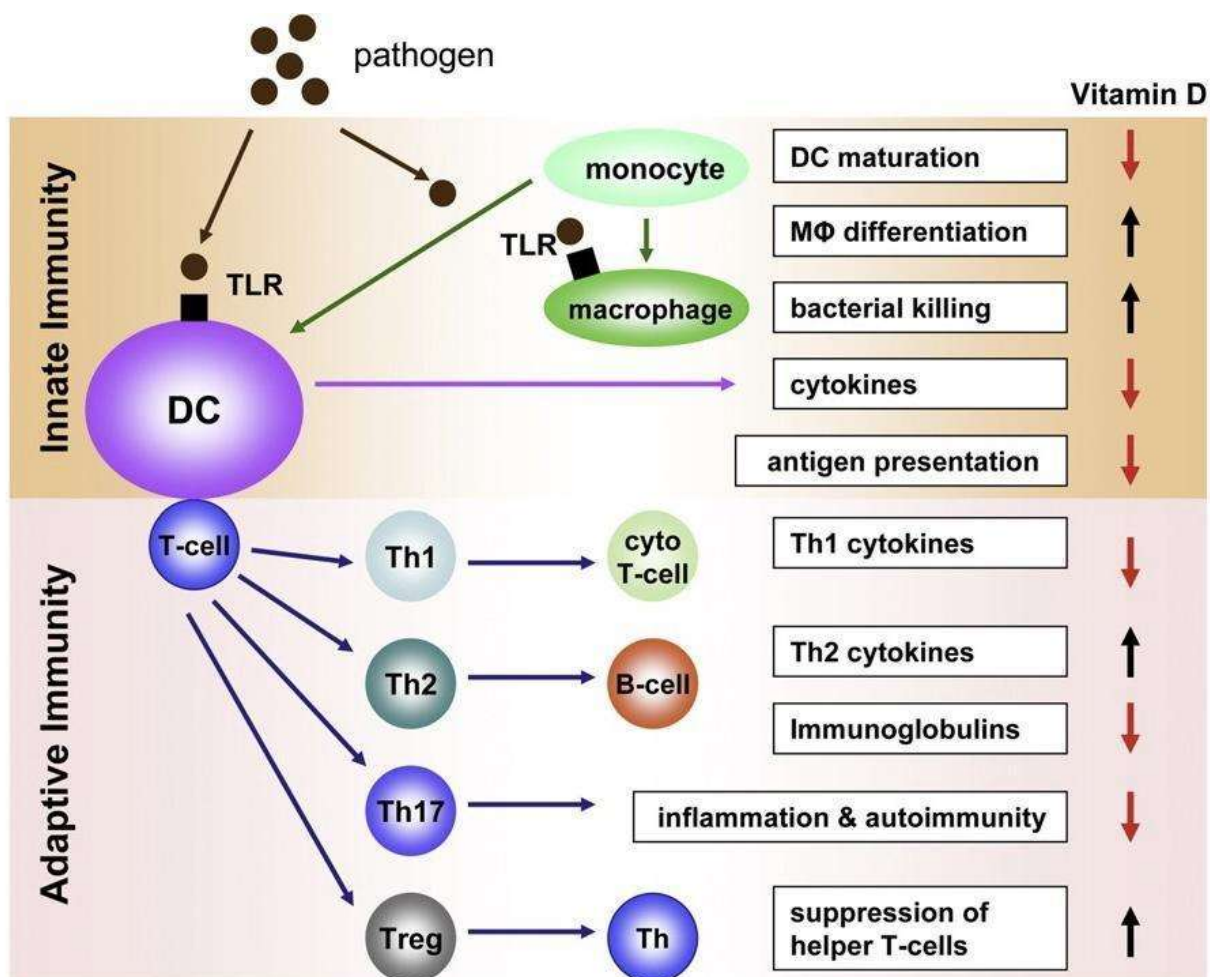 pathogen
Vitamin D
Innate Immunity
monocyte
DC maturation
TLR
MΦ differentiation
TLR
macrophage
bacterial killing
DC
cytokines
antigen presentation
Adaptive Immunity
T-cell
Th1
cyto
T-cell
Th1 cytokines
Th2
B-cell
Th2 cytokines
Immunoglobulins
Th17
inflammation & autoimmunity
Treg
Th
suppression of
helper T-cells